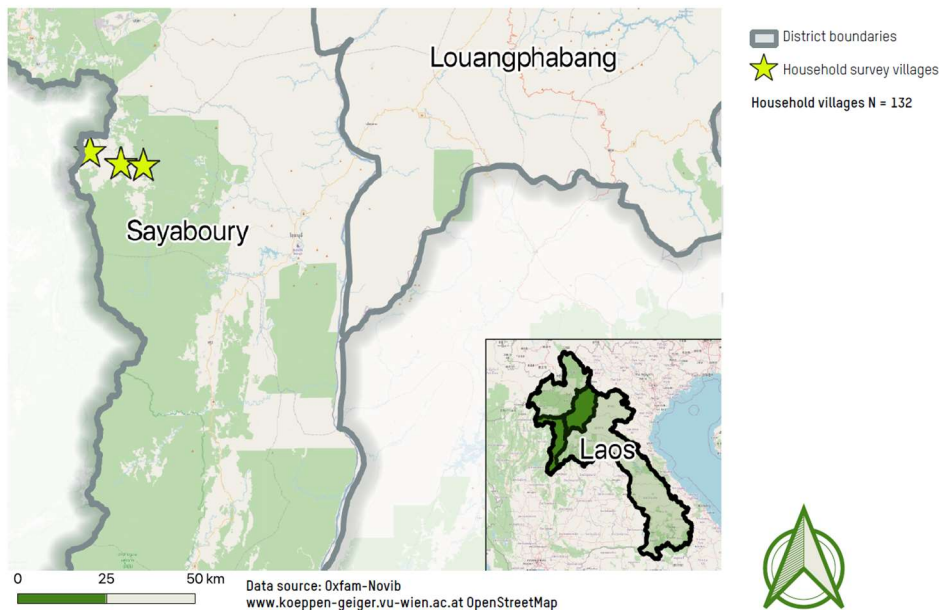 Louangphabang
Sayaboury
District boundaries
Household survey villages
Household villages N = 132
Laos
0 25 50 km
Data source: Oxfam-Novib
www.koeppen-geiger.vu-wien.ac.at OpenStreetMap